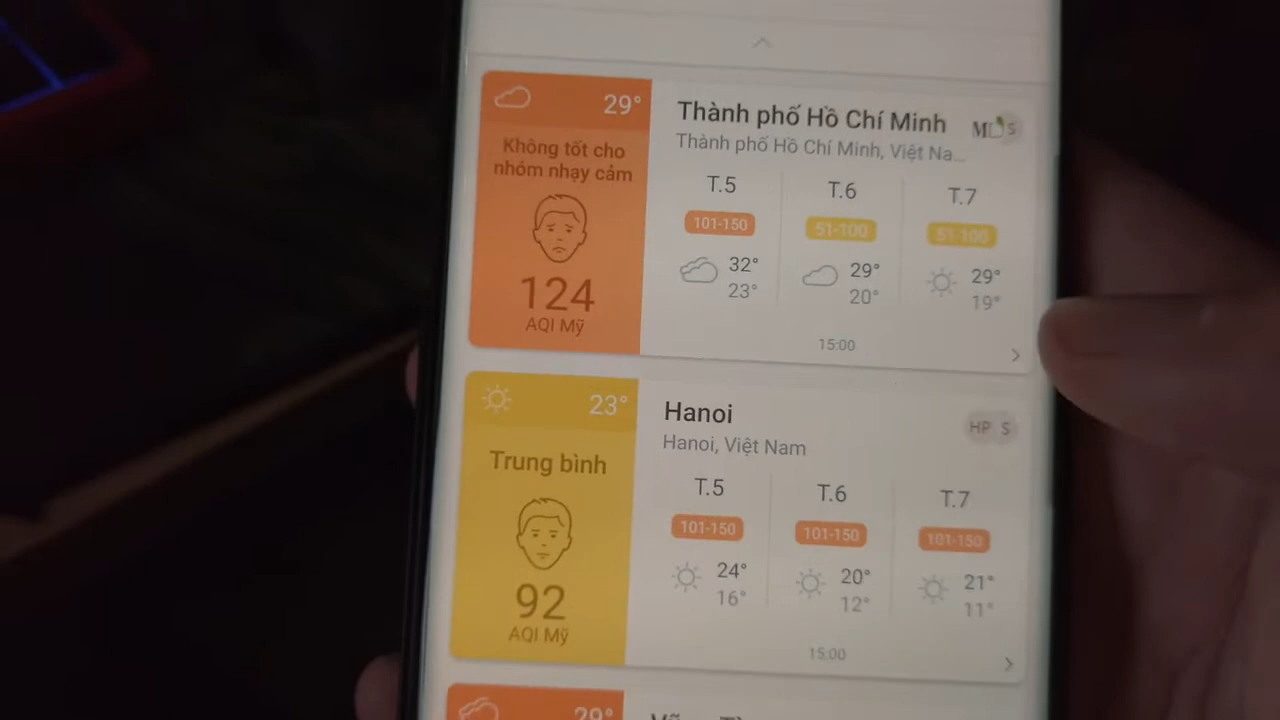 29°
Không tốt cho
nhóm nhạy cảm
124
AQI Mỹ
Thành phố Hồ Chí Minh
Thành phố Hồ Chí Minh, Việt Na...
T.5
T.6
T.7
101-150
51-100
51-100
32°
29°
29°
23°
20°
19°
15:00
23°
Trung bình
92
AQI Mỹ
Hanoi
HP S
Hanoi, Việt Nam
T.5
T.6
T.7
101-150
101-150
101-150
24°
20°
21°
16°
12°
11°
15:00
29°